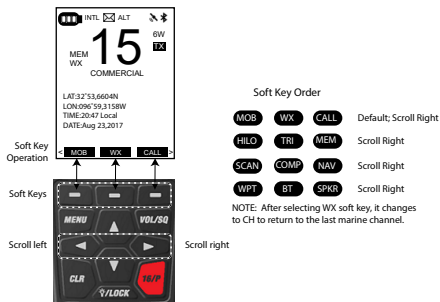 INTL ALT
6W
TX
MEM
WX
15
COMMERCIAL
LAT:32°53,6604N
LON:096°59,3158W
TIME:20:47 Local
DATE:Aug 23,2017
< MOB WX CALL >
Soft Key
Operation
Soft Keys
MENU VOL/SQ
Scroll left
Scroll right
CLR 16/P
/LOCK
Soft Key Order
MOB WX CALL Default; Scroll Right
HILO TRI MEM Scroll Right
SCAN COMP NAV Scroll Right
WPT BT SPKR Scroll Right
NOTE: After selecting WX soft key, it changes
to CH to return to the last marine channel.